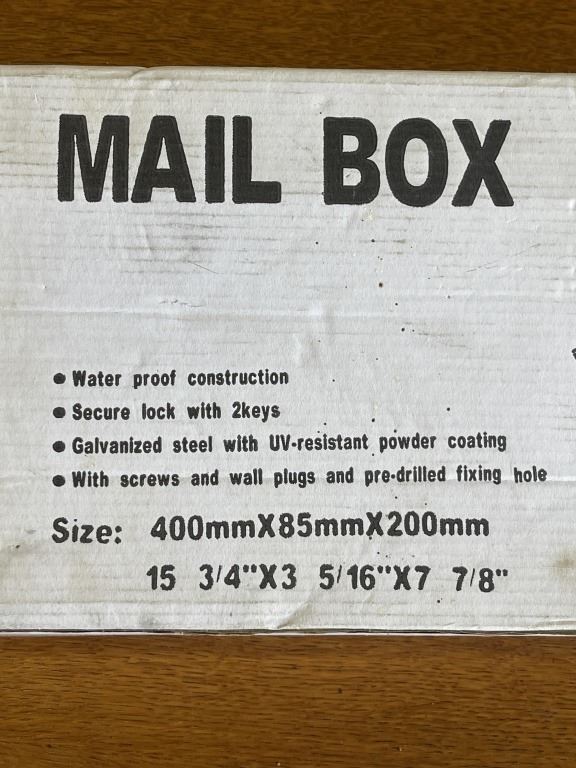 MAIL BOX
• Water proof construction
• Secure lock with 2keys
• Galvanized steel with UV-resistant powder coating
• With screws and wall plugs and pre-drilled fixing hole
Size: 400mmX85mmX200mm
15 3/4"X3 5/16"X7 7/8"